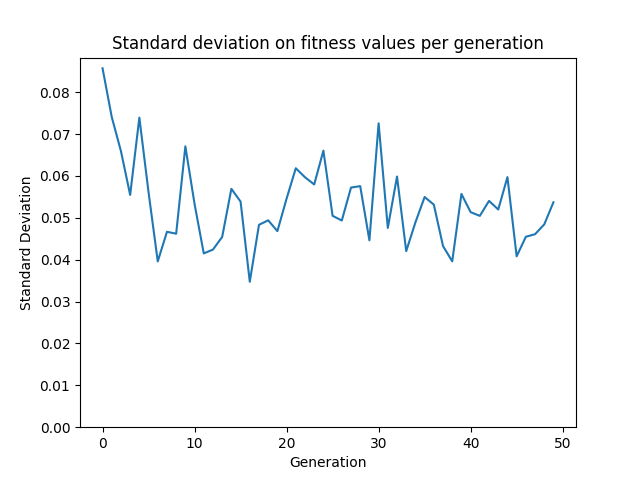 Standard deviation on fitness values per generation
Standard Deviation
0.08
0.07
0.06
0.05
0.04
0.03
0.02
0.01
0.00
0 10 20 30 40 50
Generation